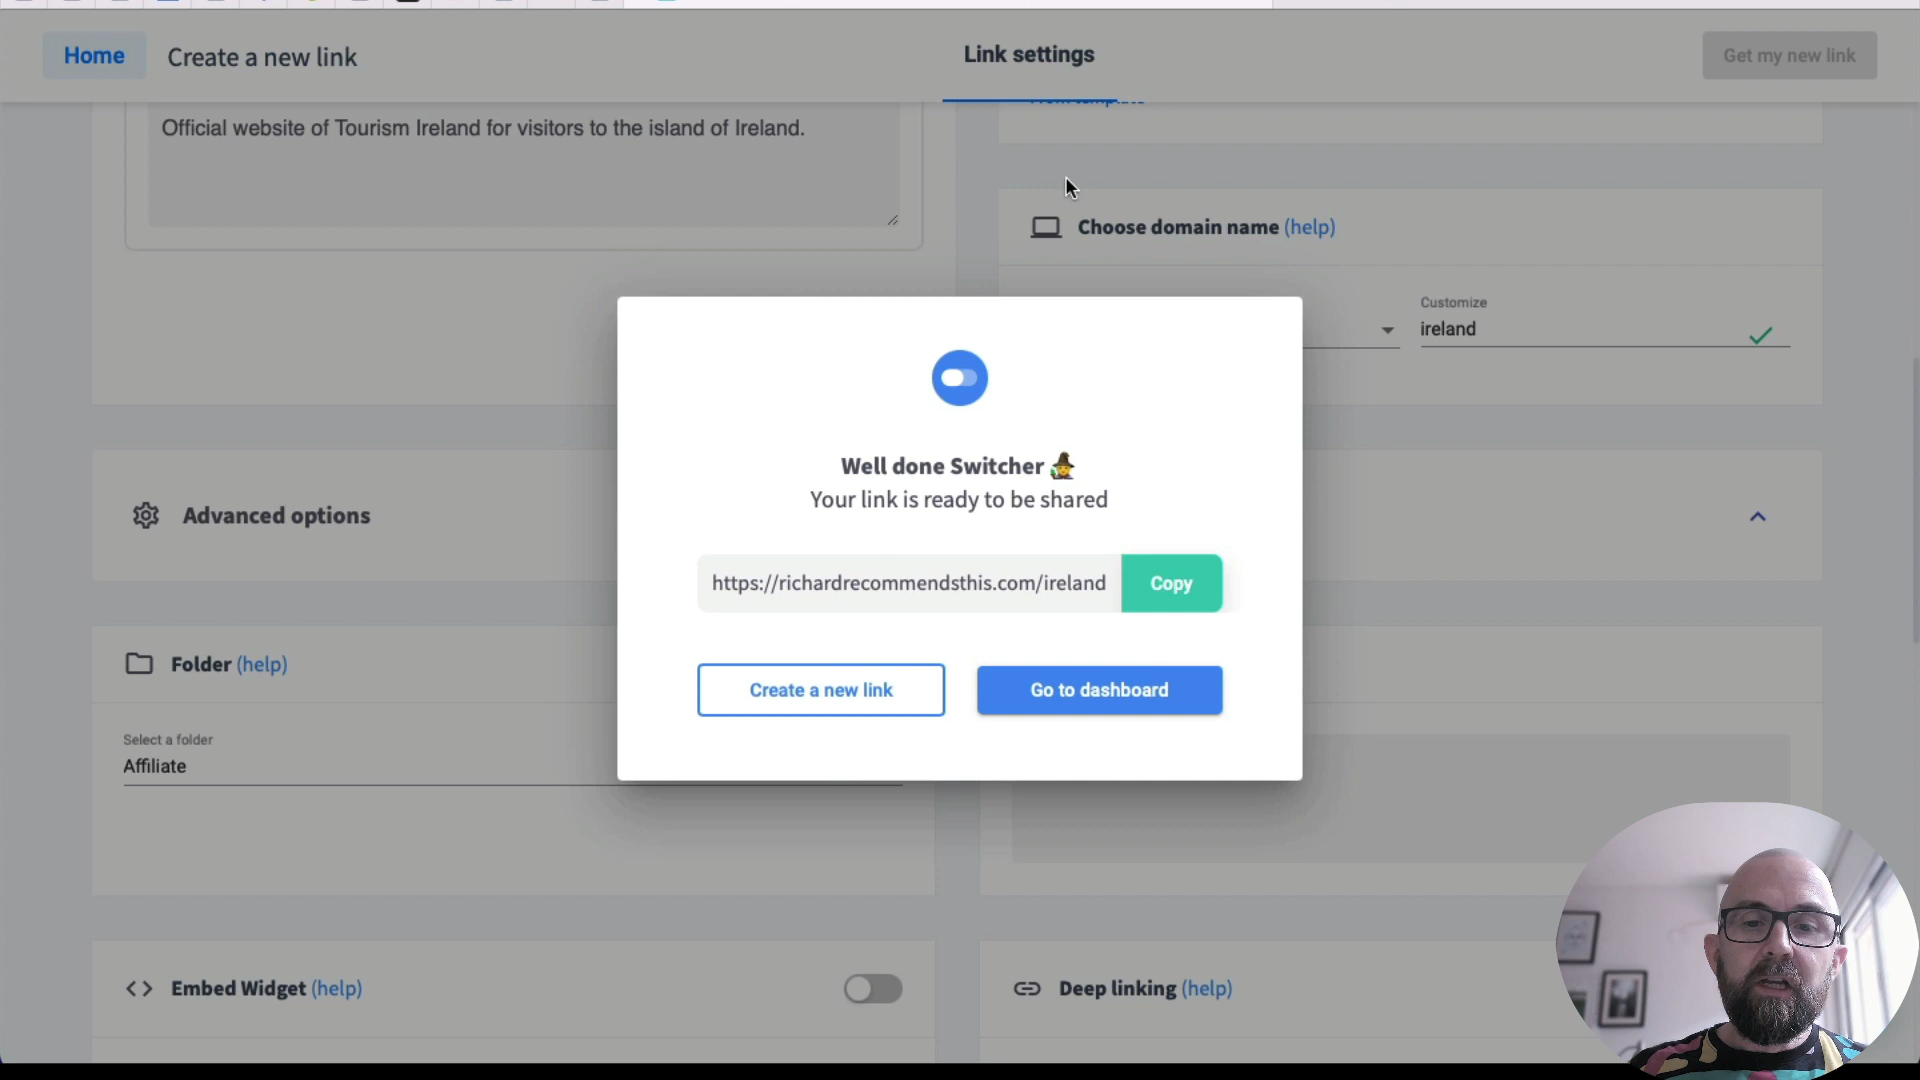 Home
Create a new link
Link settings
Get my new link
Official website of Tourism Ireland for visitors to the island of Ireland.
Choose domain name (help)
Customize
ireland
Well done Switcher
Your link is ready to be shared
https://richardrecommendsthis.com/ireland
Copy
Create a new link
Go to dashboard
Advanced options
Folder (help)
Select a folder
Affiliate
Embed Widget (help)
Deep linking (help)